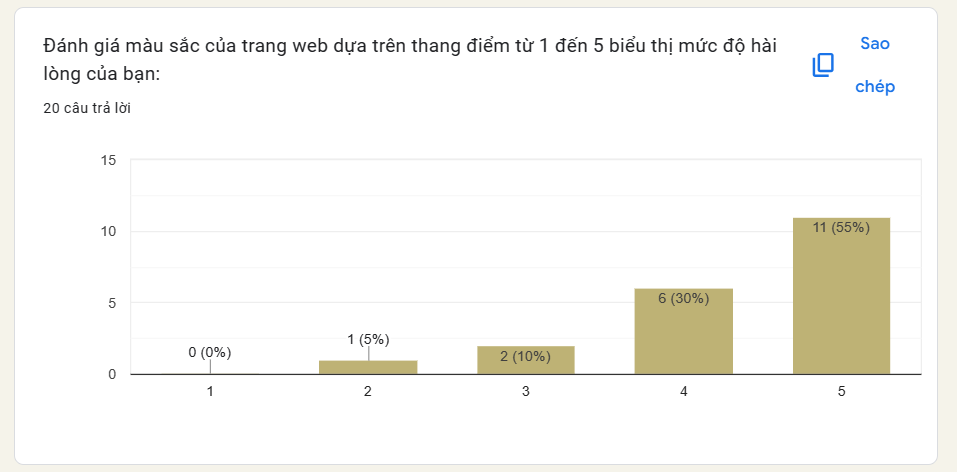 Đánh giá màu sắc của trang web dựa trên thang điểm từ 1 đến 5 biểu thị mức độ hài
lòng của bạn:
Sao
chép
20 câu trả lời
15
10
5
0
0 (0%)
1 (5%)
2 (10%)
6 (30%)
11 (55%)
1
2
3
4
5